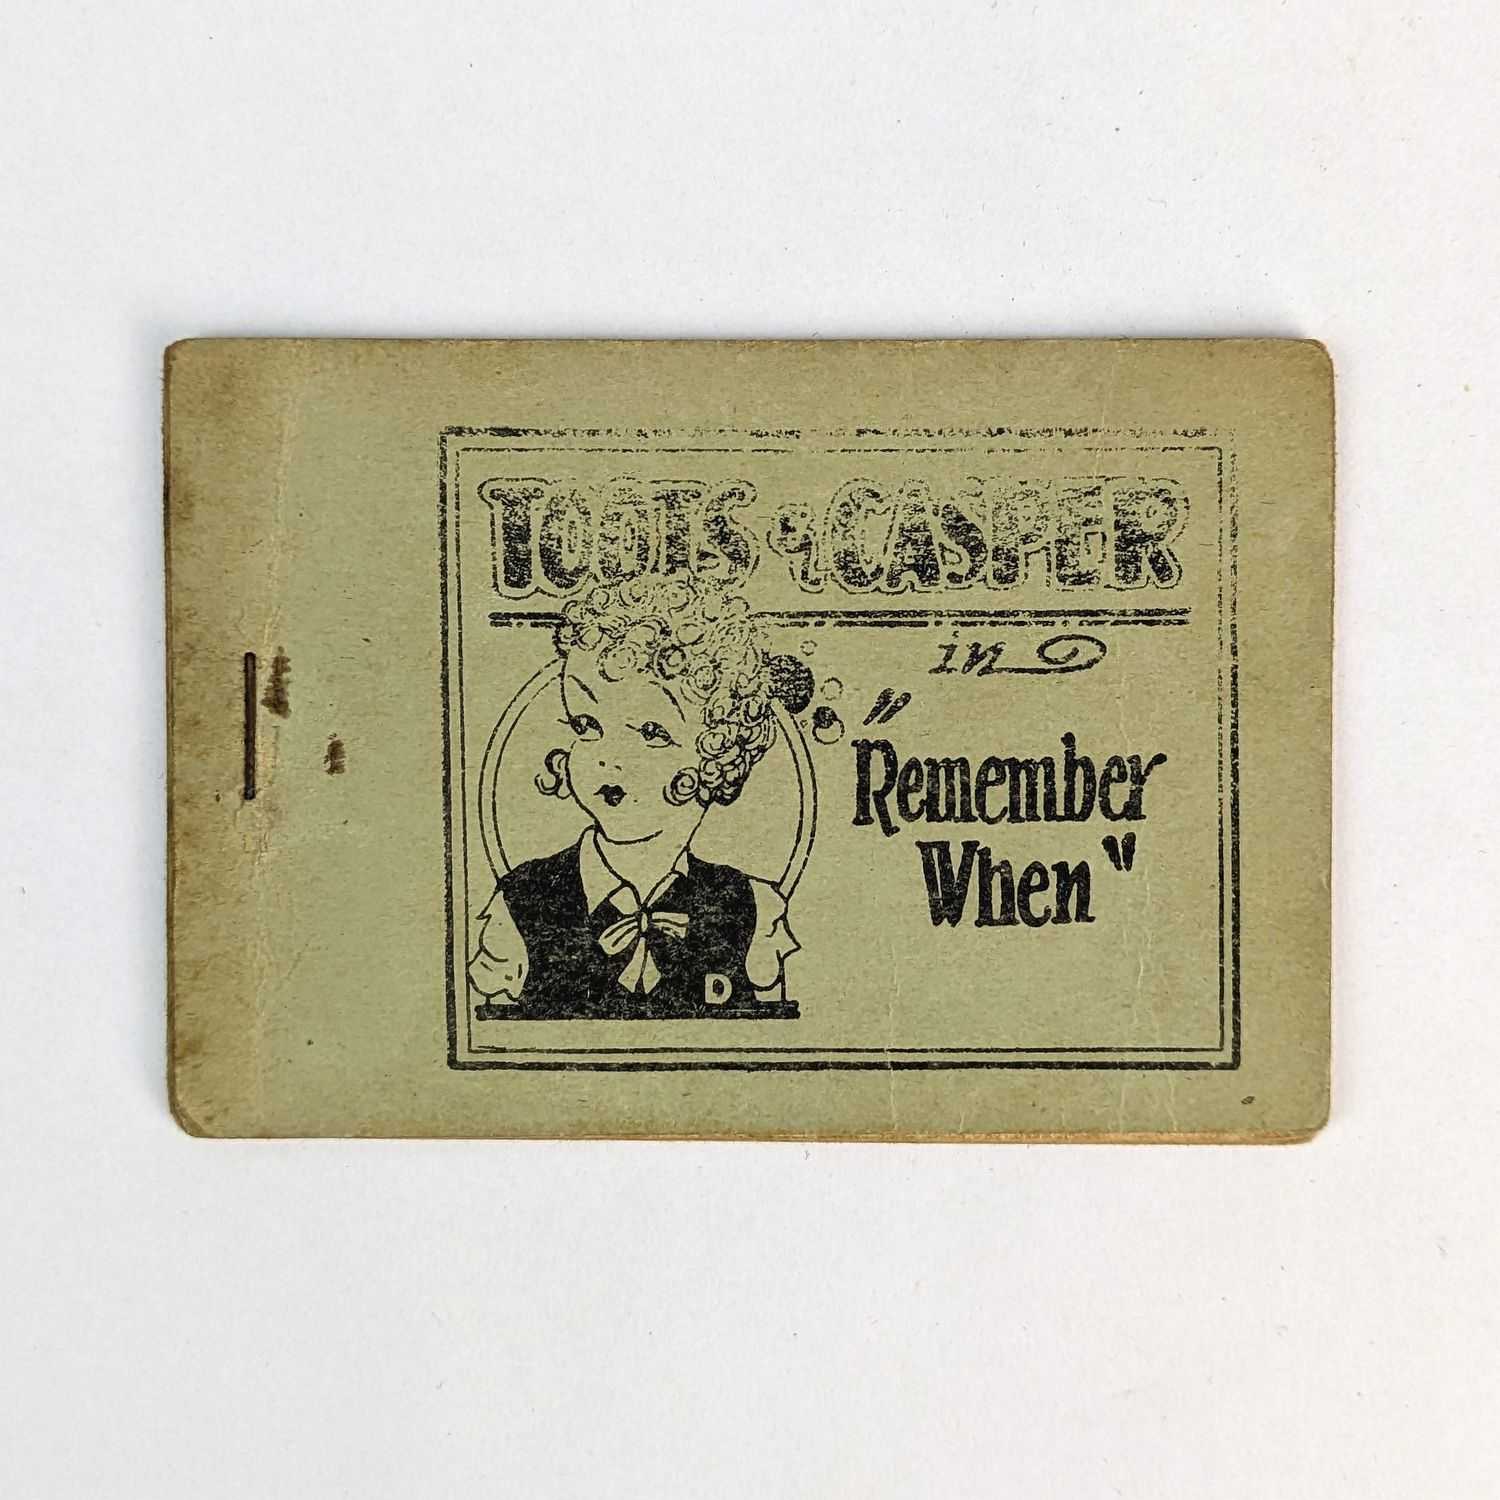 TOOTS & CASPER
in
"Remember
When"
D